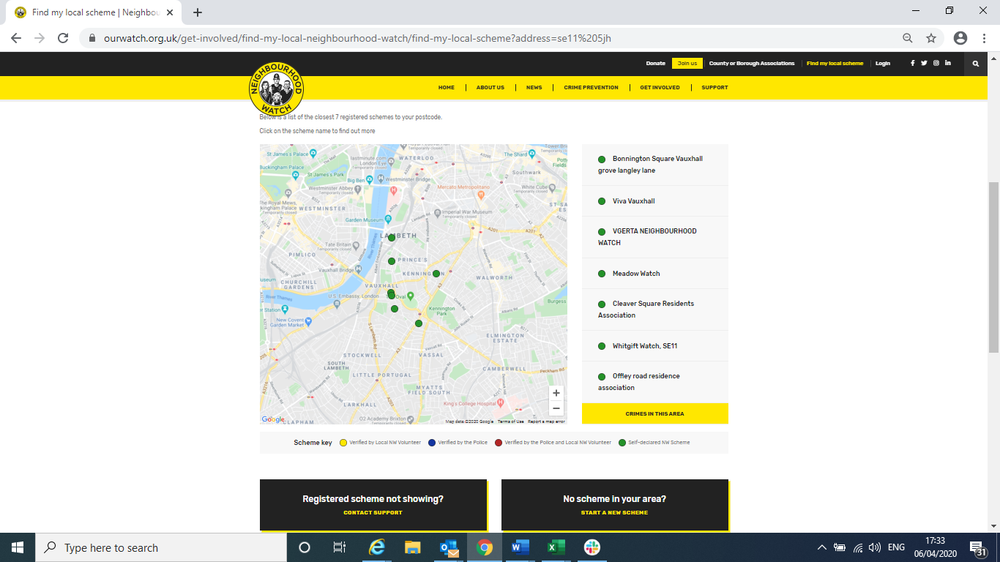 Find my local scheme | Neighbou
ourwatch.org.uk/get-involved/find-my-local-neighbourhood-watch/find-my-local-scheme?address=se11%205jh
Donate
Join us
County or Borough Associations
Find my local scheme
Login
NEIGHBOURHOOD
WATCH
HOME
ABOUT US
NEWS
CRIME PREVENTION
GET INVOLVED
SUPPORT
Below is a list of the closest 7 registered schemes to your postcode.
Click on the scheme name to find out more
St James's Palace
The Mall
lastminute.com
London Eye
Temporarily closed
WATERLOO
Temporarily closed
A3200
The Shard
Tower Bri
Temporarily closed
Buckingham Palace
St James's Park
Southwark
Big Ben
Westminster Bridge
Westminster Abbey
Temporarily closed
Mercato Metropolitano
White Cube
Temporarily closed
The Royal Mews,
Temporarily closed
WESTMINSTER
Imperial War Museum
Temporarily closed
Garden Museum
LAMBETH
A201
Tate Britain
Temporarily closed
PIMLICO
PRINCE'S
Vauxhall Bridge
KENNINGTON
WALWORTH
CHURCHILL
GARDENS
VAUXHALL
U.S. Embassy, London
Oval
River Thames
Kennington
Park
Burgess
New Covent
Garden Market
ELMINGTON
ESTATE
STOCKWELL
VASSAL
SOUTH
LAMBETH
LITTLE PORTUGAL
CAMBERWELL
Peckham Rd
MYATTS
FIELD SOUTH
LARKHALL
King's College Hospital
O2 Academy Brixton
Temporarily closed
CLAPHAM
Google
Map data ©2020 Google
Terms of Use
Report a map error
Bonnington Square Vauxhall
grove langley lane
Viva Vauxhall
VGERTA NEIGHBOURHOOD
WATCH
Meadow Watch
Cleaver Square Residents
Association
Whitgift Watch, SE11
Offley road residence
association
CRIMES IN THIS AREA
Scheme key
Verified by Local NW Volunteer
Verified by the Police
Verified by the Police and Local NW Volunteer
Self-declared NW Scheme
Registered scheme not showing?
CONTACT SUPPORT
No scheme in your area?
START A NEW SCHEME
Type here to search
ENG
17:33
06/04/2020
31